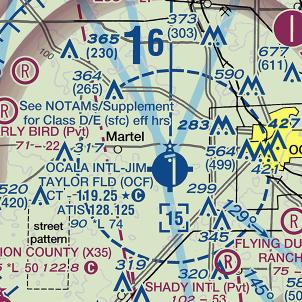 373
(303)
365
(230)
16
677
(611)
R
364
(265)
590
R
See NOTAMs/Supplement
for Class D/E (sfc) eff hrs
283
427
RLY BIRD (Pvt)
71 - 22
Martel
317
564
(499)
OC
421
OCALA INTL-JIM
TAYLOR FLD (OCF)
CT - 119.25 ★ C
ATIS 128.125
90 *L 74
520
(420)
299
15
129°
street
pattern
345
R
FLYING DU
RANCH
ION COUNTY (X35)
*L 50 122.8 C
319
SHADY INTL (Pvt)
102 - 53
R